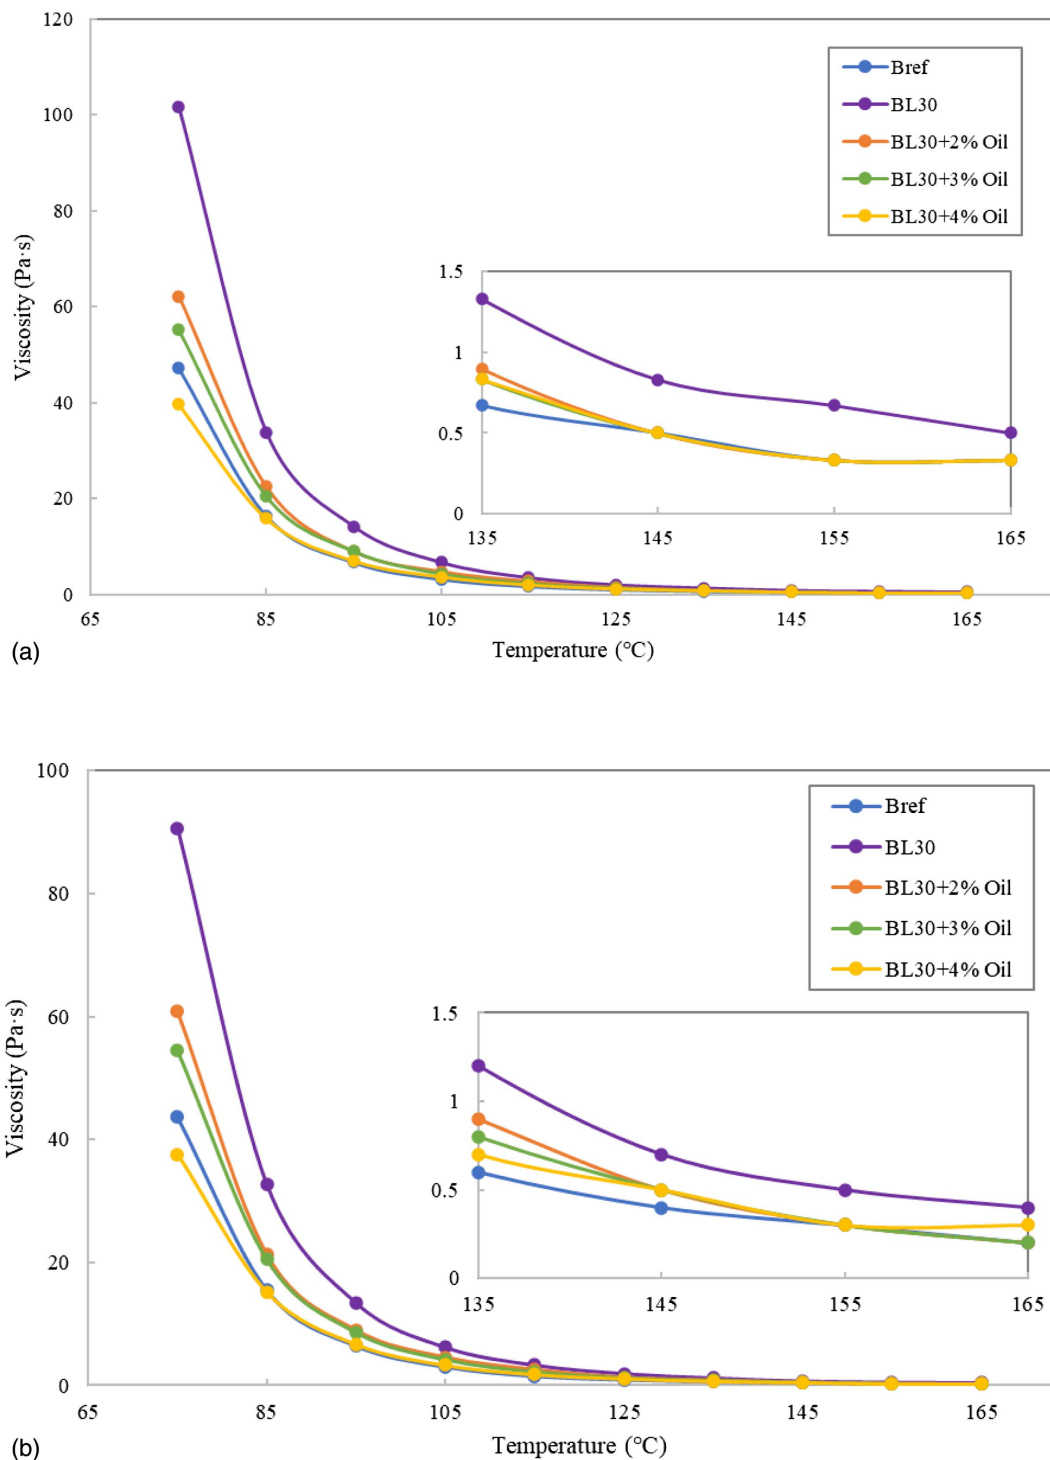 120
100
80
60
40
20
0
Viscosity (Pa·s)
65
85
105
125
145
165
Temperature (°C)
Bref
BL30
BL30+2% Oil
BL30+3% Oil
BL30+4% Oil
1.5
1
0.5
0
135
145
155
165
(a)
100
80
60
40
20
0
Viscosity (Pa·s)
65
85
105
125
145
165
Temperature (°C)
Bref
BL30
BL30+2% Oil
BL30+3% Oil
BL30+4% Oil
1.5
1
0.5
0
135
145
155
165
(b)